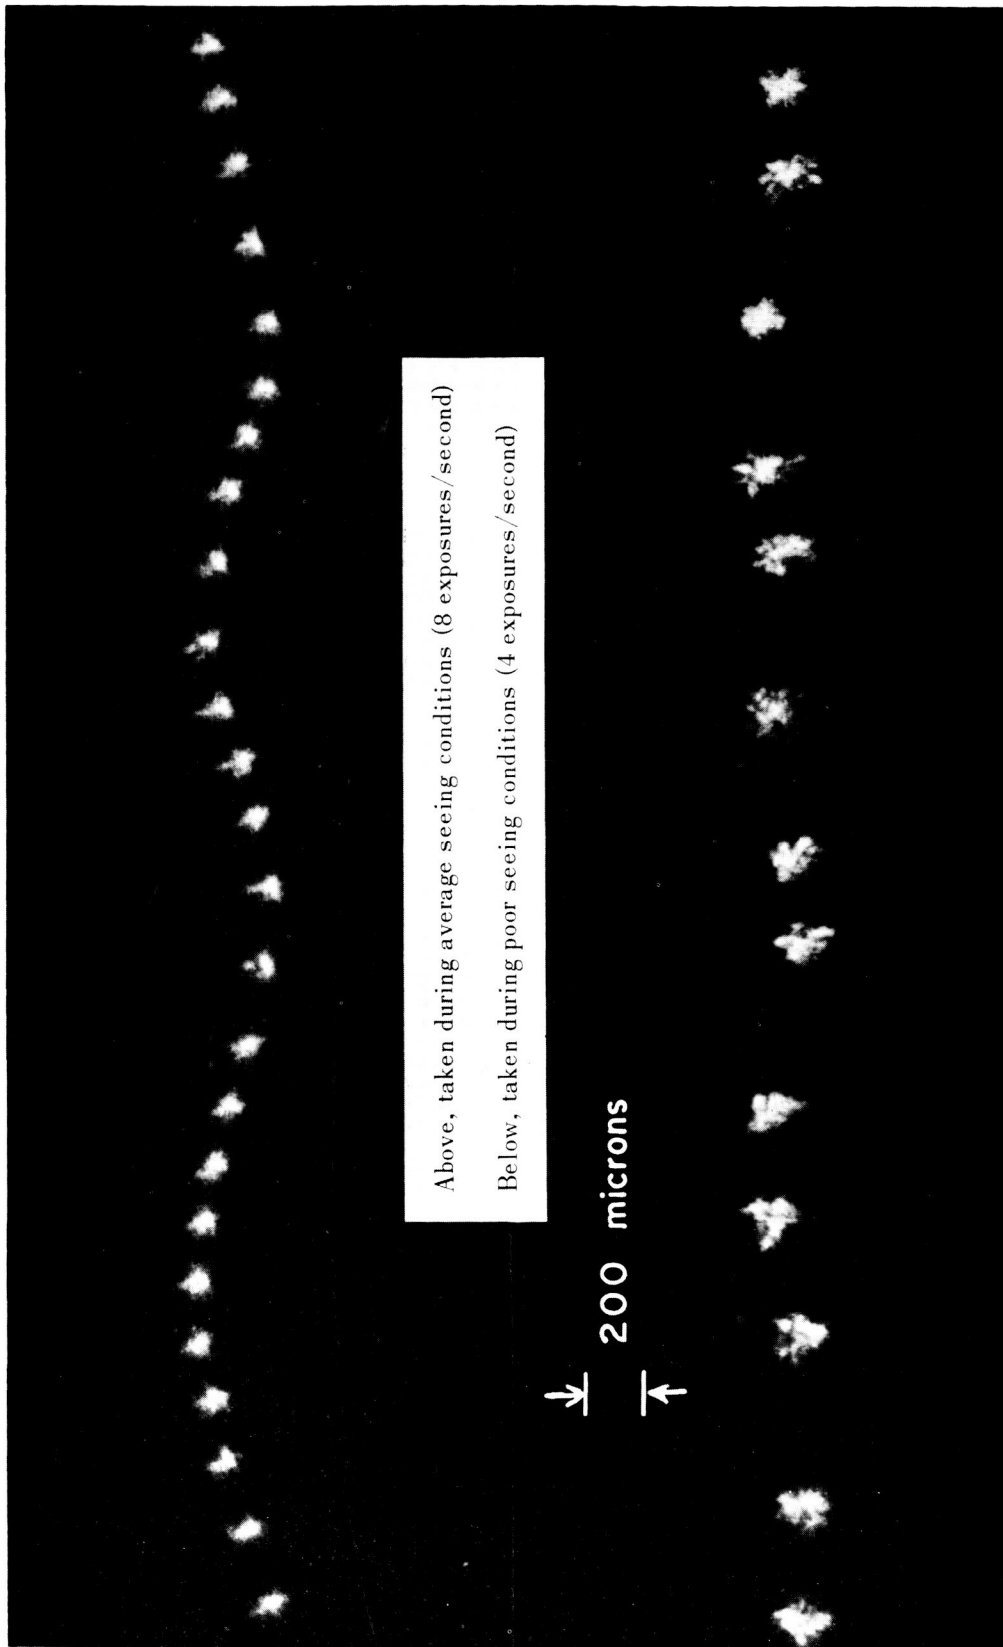 Above, taken during average seeing conditions (8 exposures/second)
Below, taken during poor seeing conditions (4 exposures/second)
200 microns